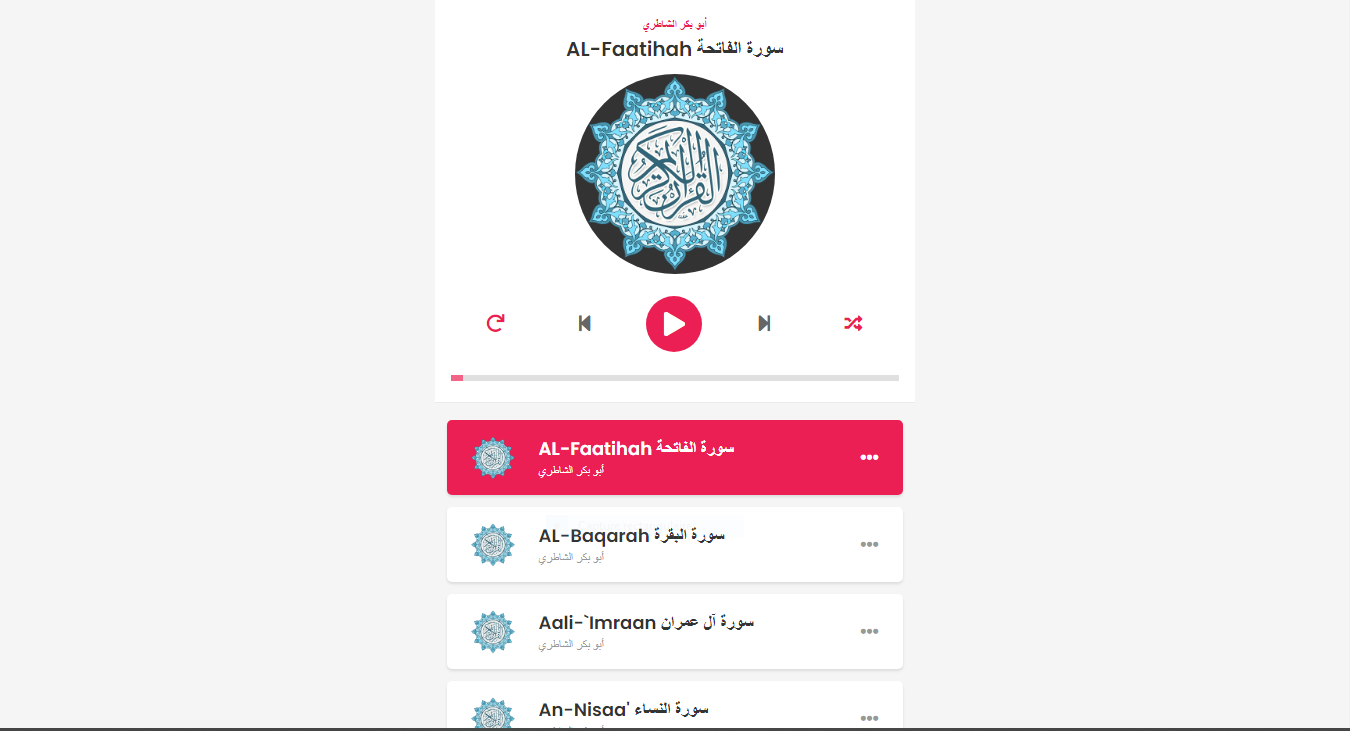 أبو بكر الشاطري
AL-Faatihah سورة الفاتحة
القرآن الكريم
AL-Faatihah سورة الفاتحة
أبو بكر الشاطري
AL-Baqarah سورة البقرة
أبو بكر الشاطري
Aali-`Imraan سورة آل عمران
أبو بكر الشاطري
An-Nisaa' سورة النساء